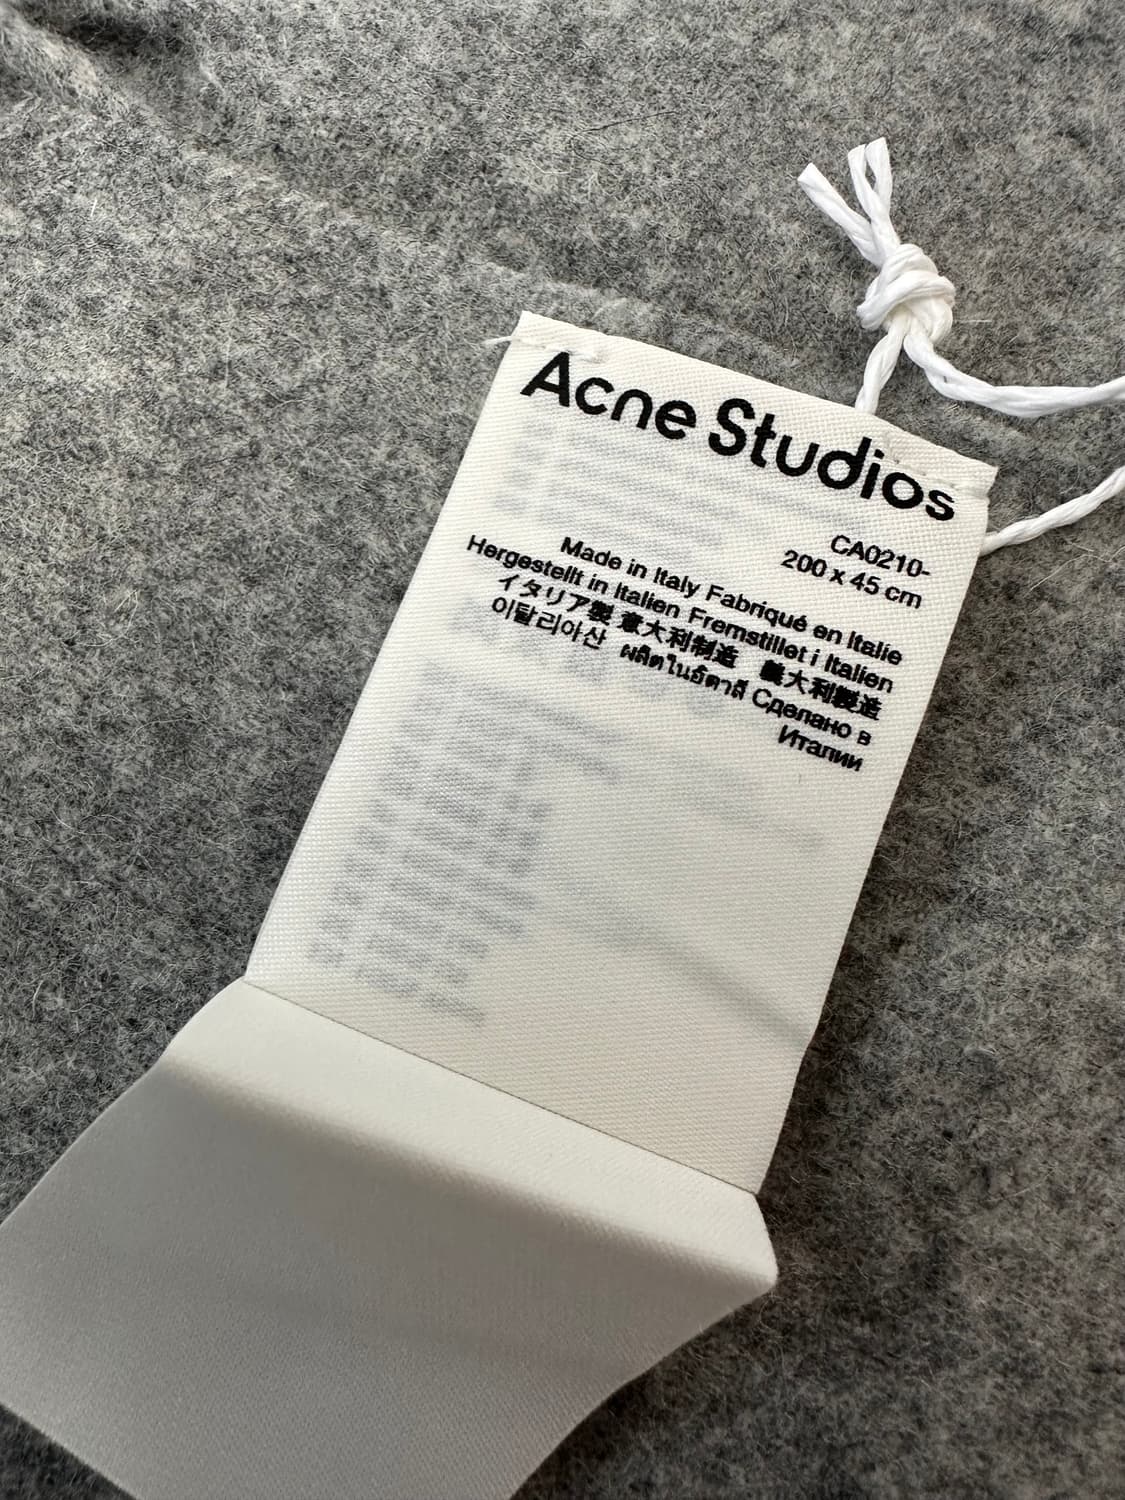 Acne Studios
CA0210-
200 x 45 cm
Made in Italy Fabriqué en Italie
Hergestellt in Italien Fremstillet i Italien
イタリア製 意大利制造 義大利製造
이탈리아산 ผลิตในอิตาลี Сделано в
Италии